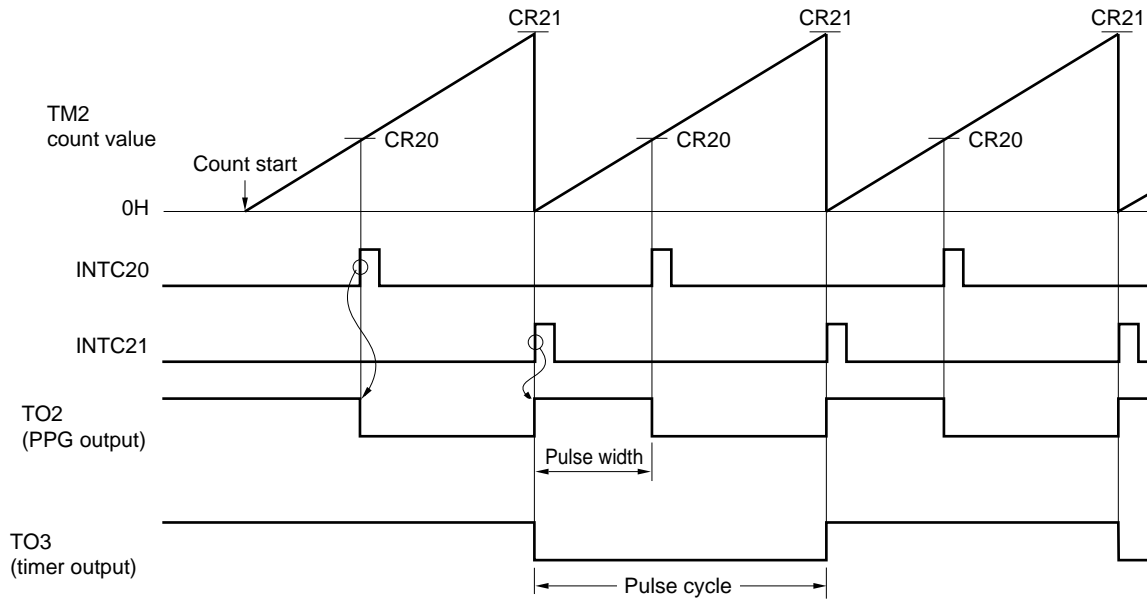 CR21
CR21
CR21
TM2
count value
CR20
CR20
CR20
Count start
0H
INTC20
INTC21
TO2
(PPG output)
Pulse width
TO3
(timer output)
Pulse cycle